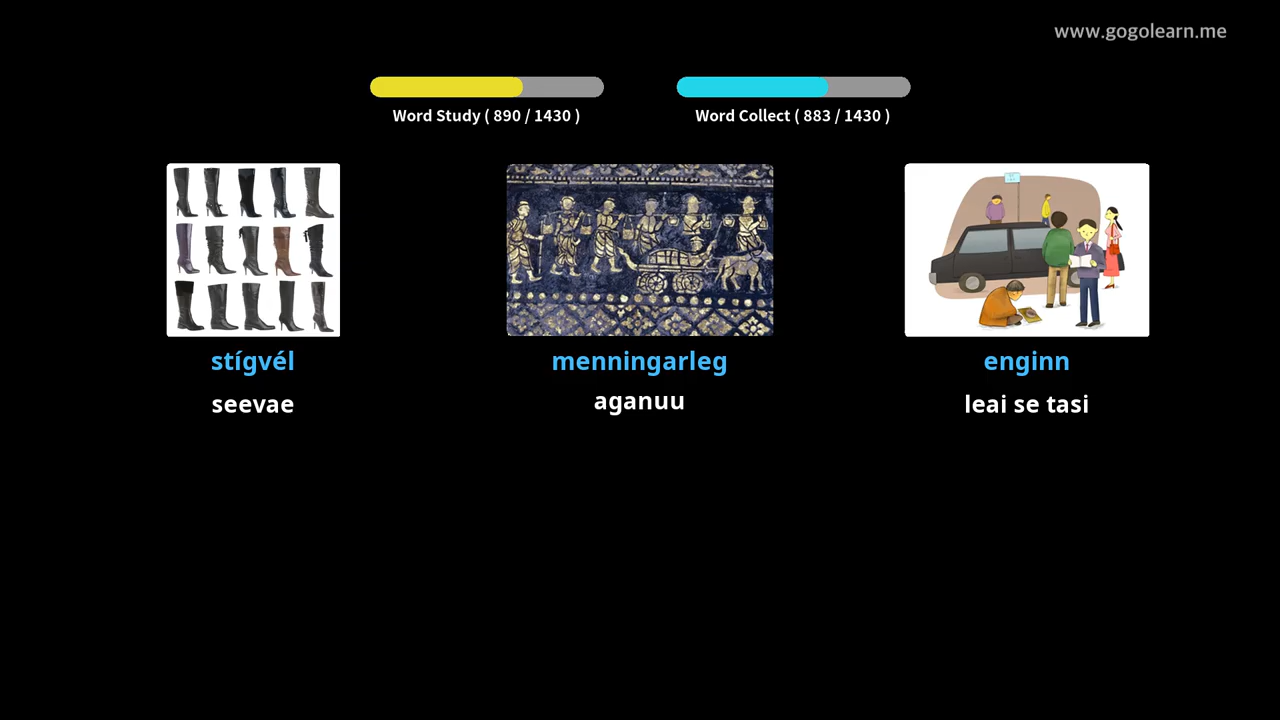 www.gogolearn.me
Word Study ( 890 / 1430 )
Word Collect ( 883 / 1430 )
stígvél
seevae
menningarleg
aganuu
enginn
leai se tasi